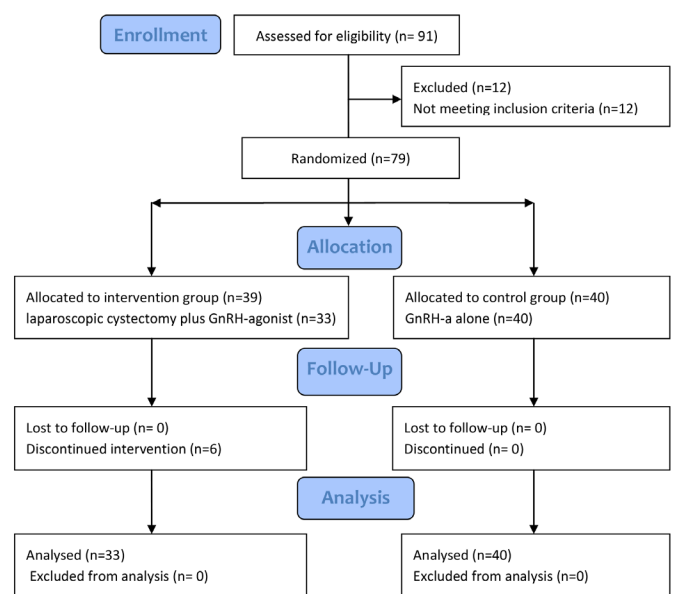 Enrollment
Assessed for eligibility (n= 91)
Excluded (n=12)
Not meeting inclusion criteria (n=12)
Randomized (n=79)
Allocation
Allocated to intervention group (n=39)
laparoscopic cystectomy plus GnRH-agonist (n=33)
Allocated to control group (n=40)
GnRH-a alone (n=40)
Follow-Up
Lost to follow-up (n= 0)
Discontinued intervention (n=6)
Lost to follow-up (n= 0)
Discontinued (n= 0)
Analysis
Analysed (n=33)
Excluded from analysis (n= 0)
Analysed (n=40)
Excluded from analysis (n=0)